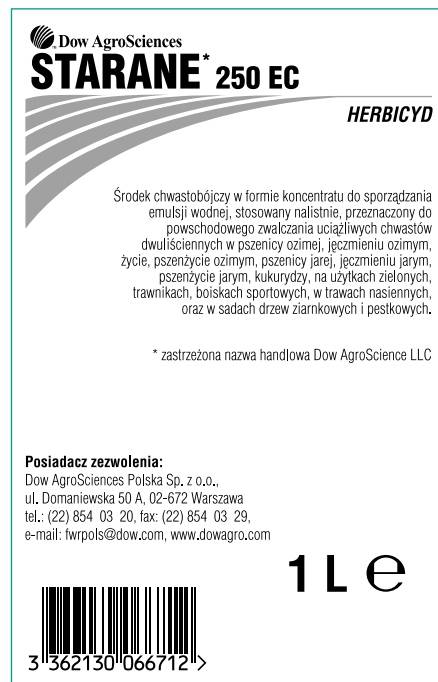 Dow AgroSciences
STARANE* 250 EC
HERBICYD
Środek chwastobójczy w formie koncentratu do sporządzania
emulsji wodnej, stosowany nalistnie, przeznaczony do
powschodowego zwalczania uciążliwych chwastów
dwuliściennych w pszenicy ozimej, jęczmieniu ozimym,
życie, pszenżycie ozimym, pszenicy jarej, jęczmieniu jarym,
pszenżycie jarym, kukurydzy, na użytkach zielonych,
trawnikach, boiskach sportowych, w trawach nasiennych,
oraz w sadach drzew ziarnkowych i pestkowych.
* zastrzeżona nazwa handlowa Dow AgroScience LLC
Posiadacz zezwolenia:
Dow AgroSciences Polska Sp. z o.o.,
ul. Domaniewska 50 A, 02-672 Warszawa
tel.: (22) 854 03 20, fax: (22) 854 03 29,
e-mail: fwrpols@dow.com, www.dowagro.com
1 L ℮
3 362130 066712 >